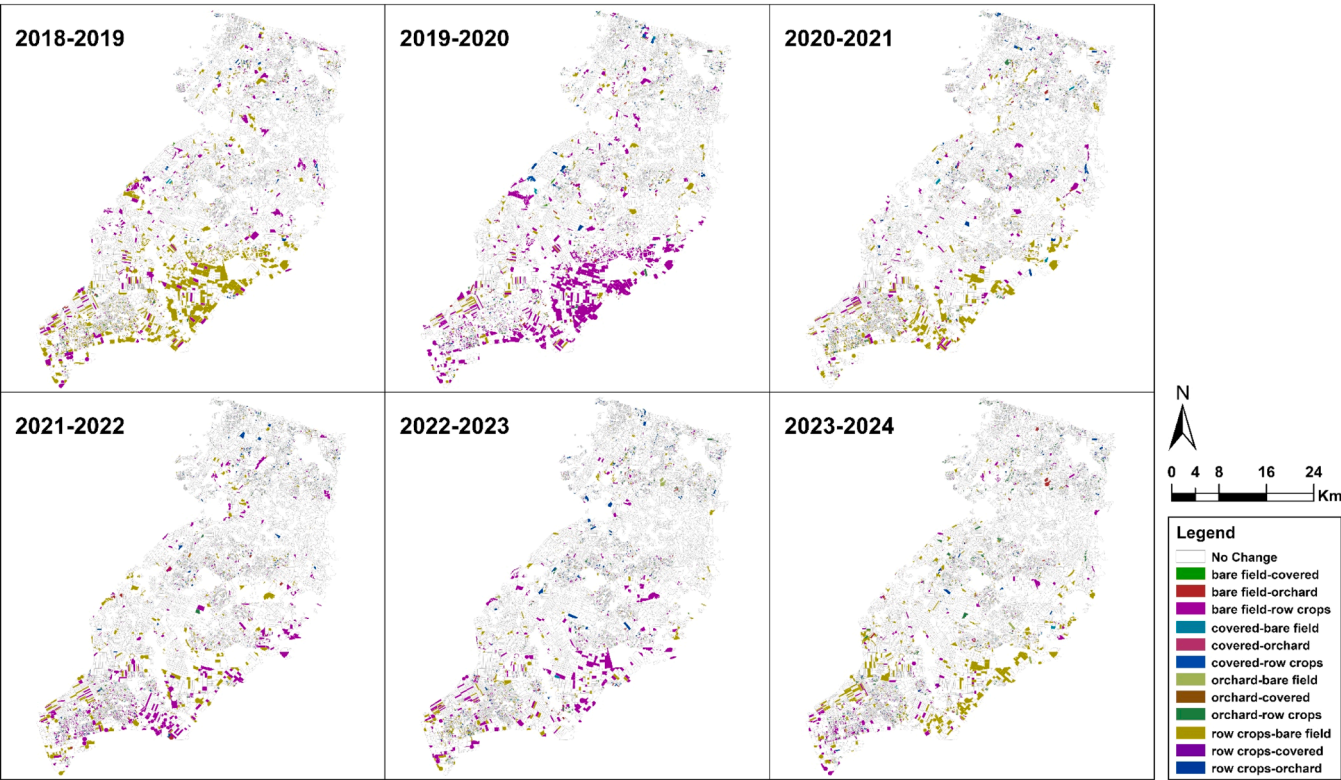 2018-2019
2019-2020
2020-2021
2021-2022
2022-2023
2023-2024
N
0 4 8 16 24
Km
Legend
No Change
bare field-covered
bare field-orchard
bare field-row crops
covered-bare field
covered-orchard
covered-row crops
orchard-bare field
orchard-covered
orchard-row crops
row crops-bare field
row crops-covered
row crops-orchard